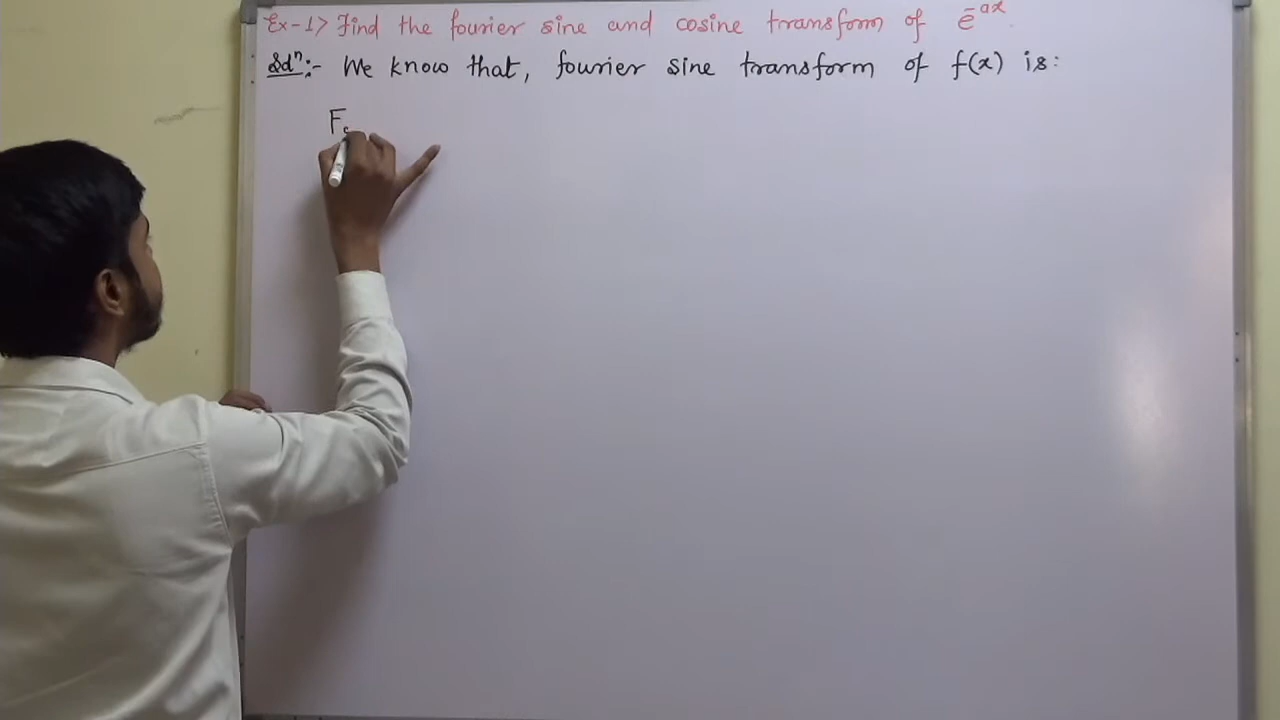 Ex-1> Find the fourier sine and cosine transform of e^-ax.
Solⁿ:- We know that, fourier sine transform of f(x) is:
Fs